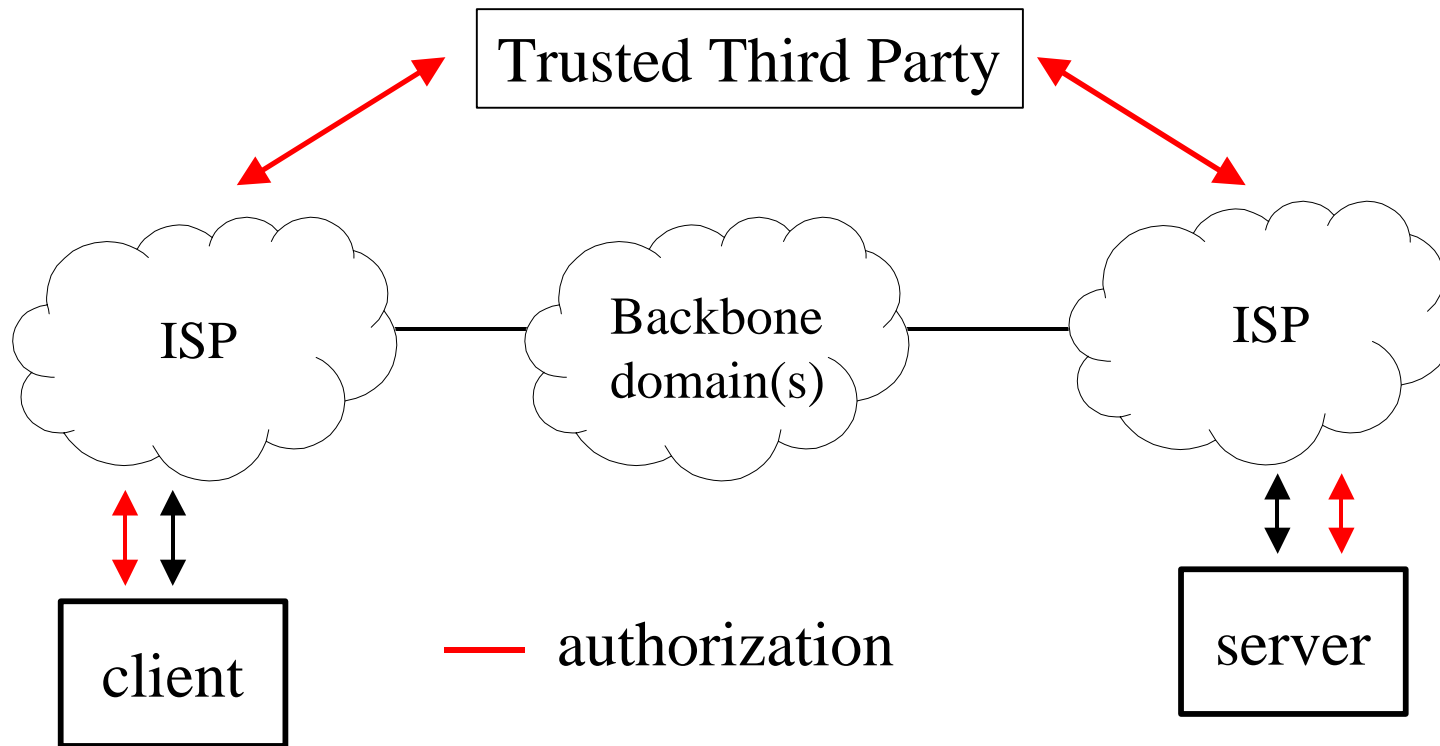 Trusted Third Party
ISP
Backbone
domain(s)
ISP
client
authorization
server